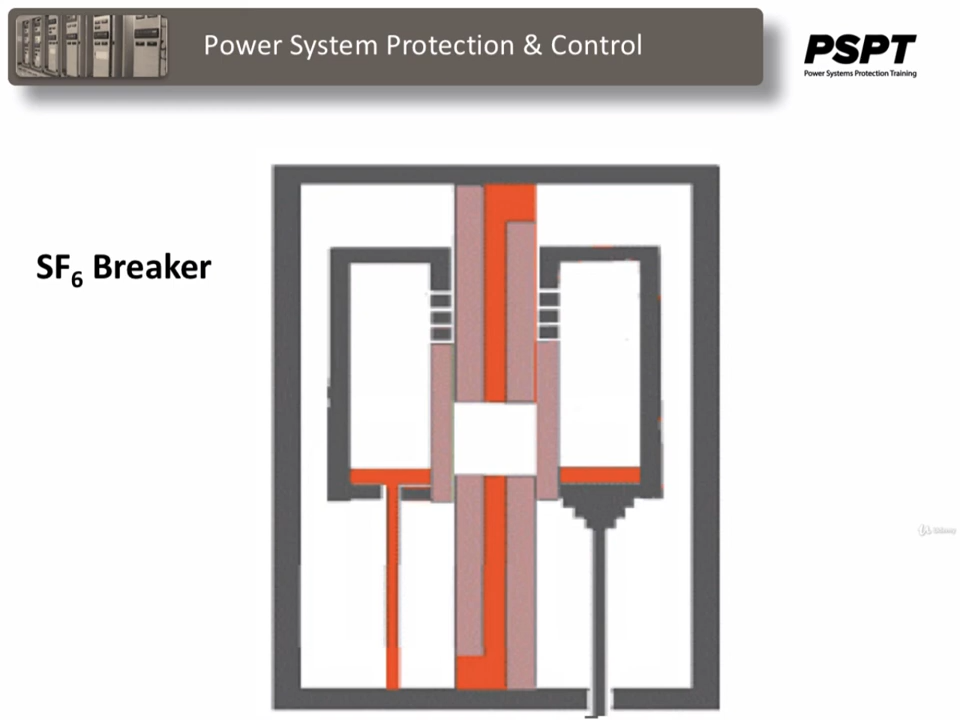 Power System Protection & Control
PSPT
Power Systems Protection Training
SF₆ Breaker